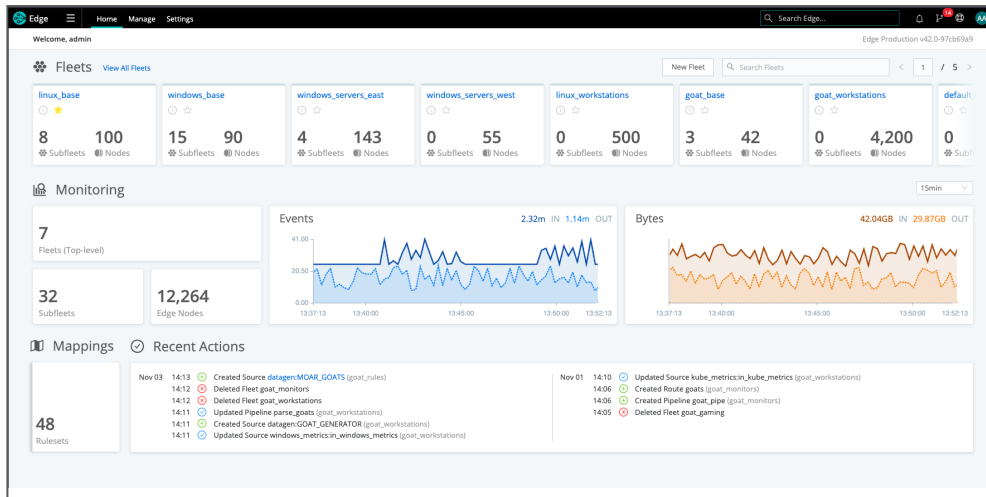 Edge Home Manage Settings Search Edge... 14
Welcome, admin Edge Production v42.0-97cb69a9
Fleets View All Fleets New Fleet Search Fleets 1 / 5
linux_base windows_base windows_servers_east windows_servers_west linux_workstations goat_base goat_workstations default_
8 100 15 90 4 143 0 55 0 500 3 42 0 4,200 0
Subfleets Nodes Subfleets Nodes Subfleets Nodes Subfleets Nodes Subfleets Nodes Subfleets Nodes Subfleets Nodes
Monitoring 15min
7
Fleets (Top-level)
32 12,264
Subfleets Edge Nodes
Events 2.32m IN 1.14m OUT
41.00
20.50
0.00
13:37:13 13:40:00 13:45:00 13:50:00 13:52:13
Bytes 42.04GB IN 29.87GB OUT
13:37:13 13:40:00 13:45:00 13:50:00 13:52:13
Mappings Recent Actions
48
Rulesets
Nov 03 14:13 Created Source datagen:MOAR_GOATS (goat_rules)
14:12 Deleted Fleet goat_monitors
14:12 Deleted Fleet goat_workstations
14:11 Updated Pipeline parse_goats (goat_workstations)
14:11 Created Source datagen:GOAT_GENERATOR (goat_workstations)
14:11 Updated Source windows_metrics:in_windows_metrics (goat_workstations)
Nov 01 14:10 Updated Source kube_metrics:in_kube_metrics (goat_workstations)
14:06 Created Route goats (goat_monitors)
14:06 Created Pipeline goat_pipe (goat_monitors)
14:05 Deleted Fleet goat_gaming